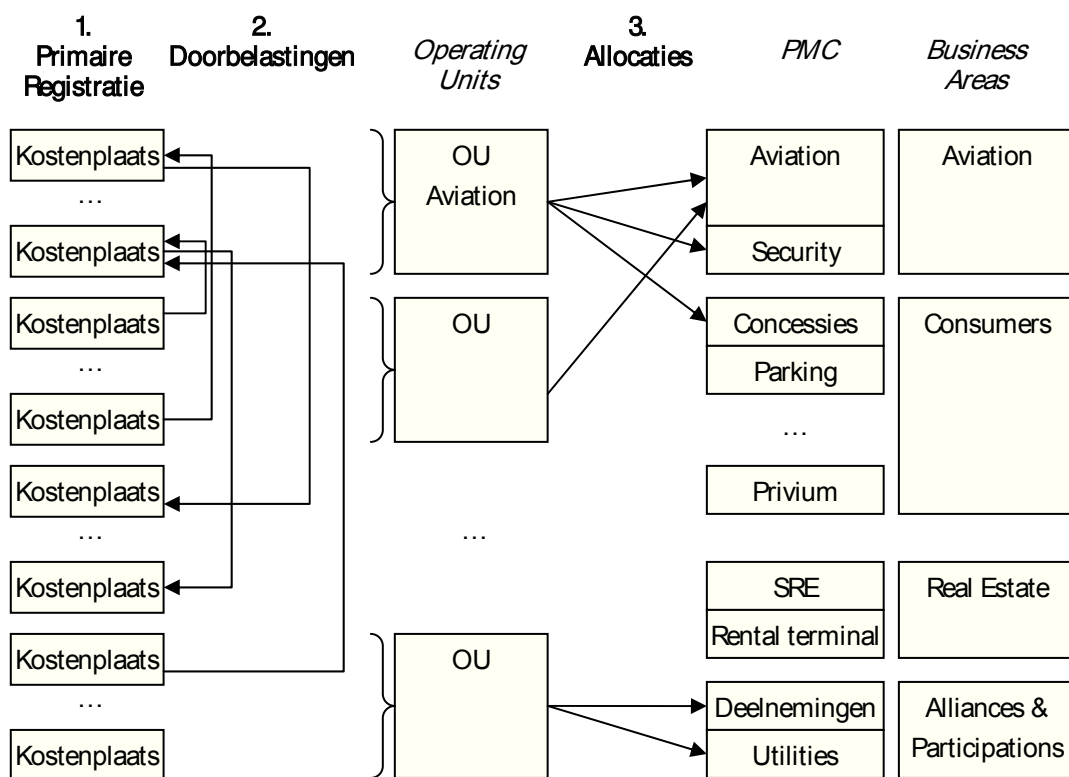 1.
Primaire
Registratie
2.
Doorbelastingen
Operating
Units
3.
Allocaties
PMC
Business
Areas
Kostenplaats
...
Kostenplaats
Kostenplaats
...
Kostenplaats
Kostenplaats
...
Kostenplaats
Kostenplaats
...
Kostenplaats
OU
Aviation
OU
...
OU
Aviation
Security
Concessies
Parking
...
Privium
SRE
Rental terminal
Deelnemingen
Utilities
Aviation
Consumers
Real Estate
Alliances &
Participations